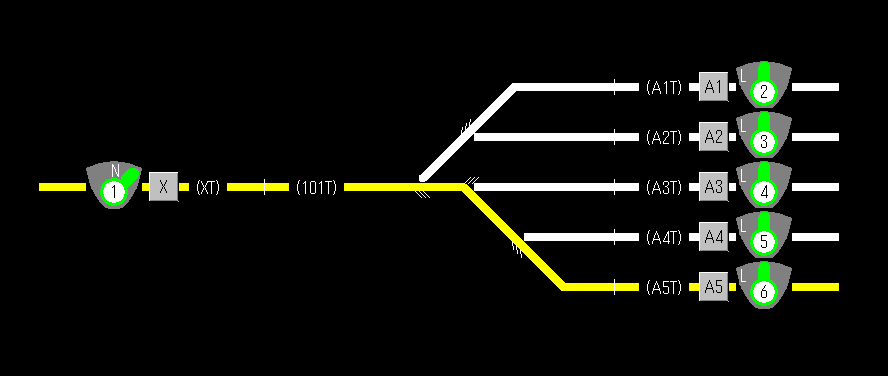 L (A1T) A1 2
L (A2T) A2 3
N 1 X (XT) (101T) L (A3T) A3 4
L (A4T) A4 5
L (A5T) A5 6